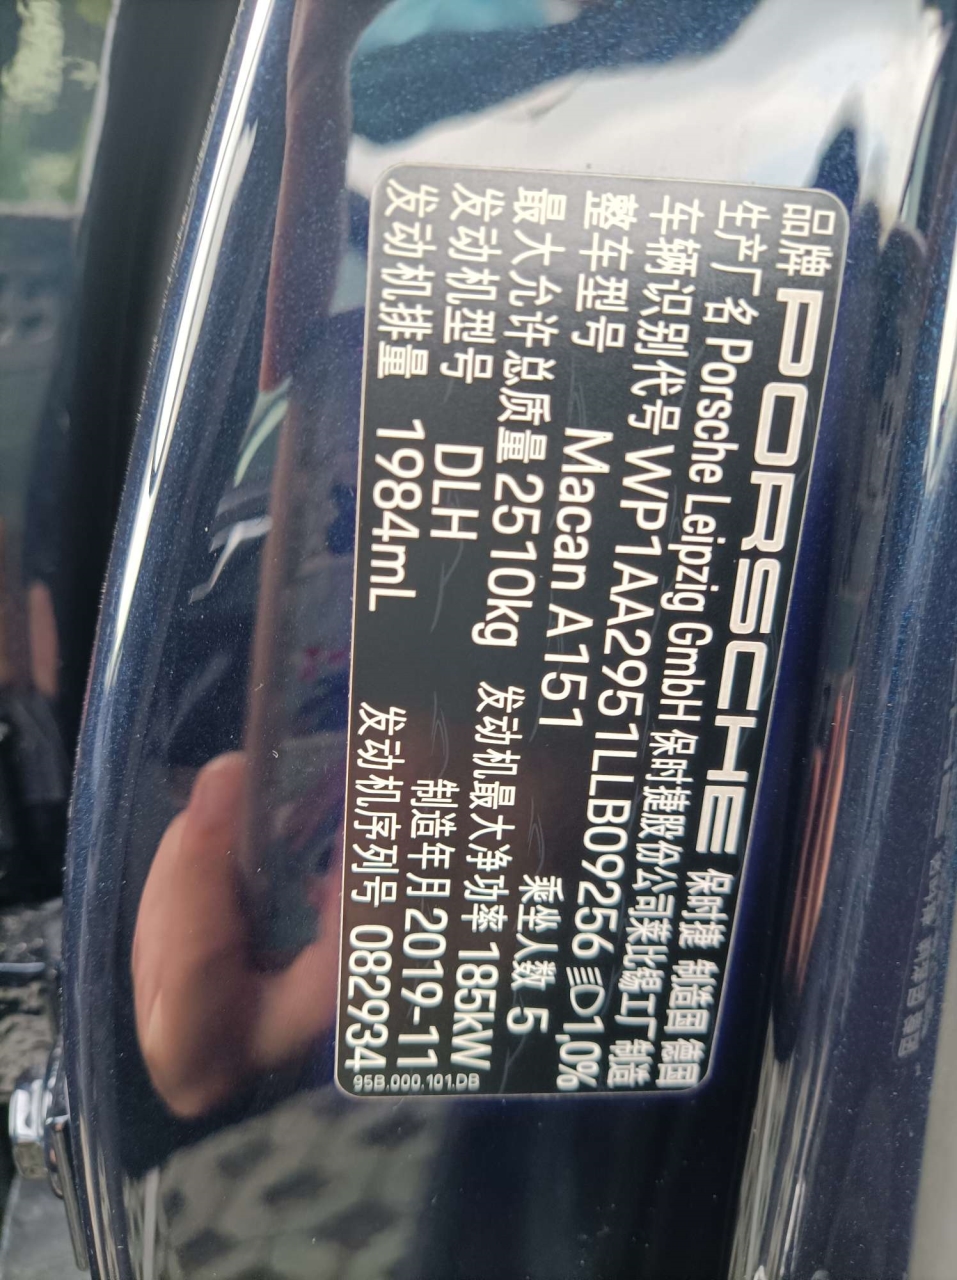 品牌 PORSCHE 保时捷 制造国 德国
生产厂名 Porsche Leipzig GmbH 保时捷股份公司莱比锡工厂 制造
车辆识别代号 WP1AA2951LLB09256 1,0%
整车型号 Macan A151 乘坐人数 5
最大允许总质量 2510kg 发动机最大净功率 185kW
发动机型号 DLH 制造年月 2019-11
发动机排量 1984mL 发动机序列号 082934
95B.000.101.DB